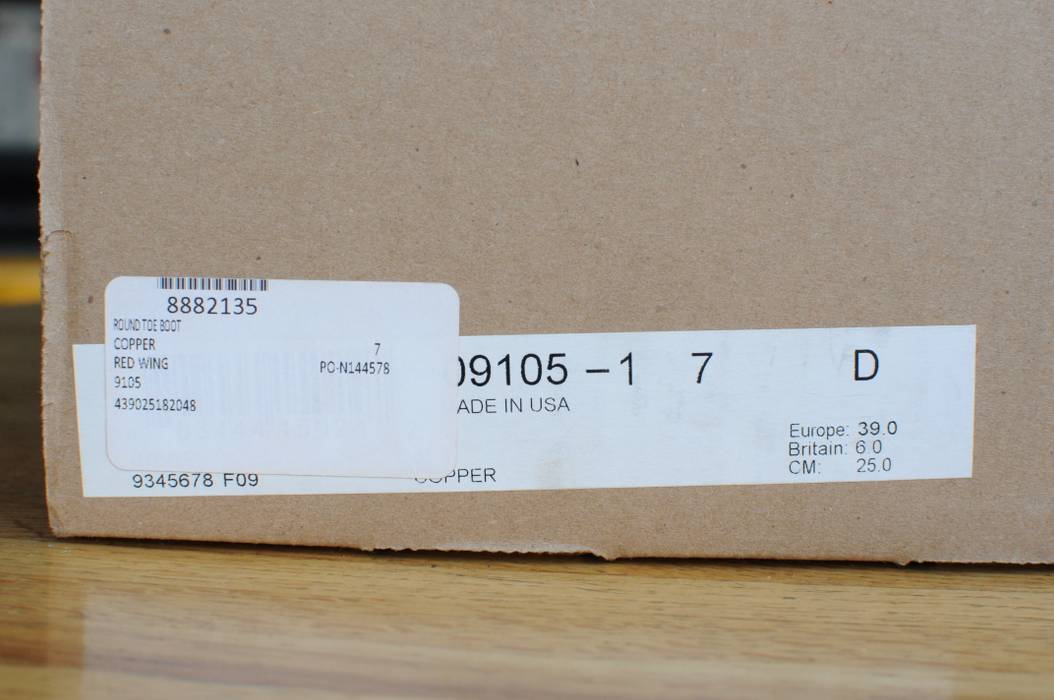 8882135
ROUND TOE BOOT
COPPER
RED WING
7
9105
PO-N144578
439025182048
09105 – 1 7 D
ADE IN USA
Europe: 39.0
Britain: 6.0
CM: 25.0
9345678 F09
COPPER